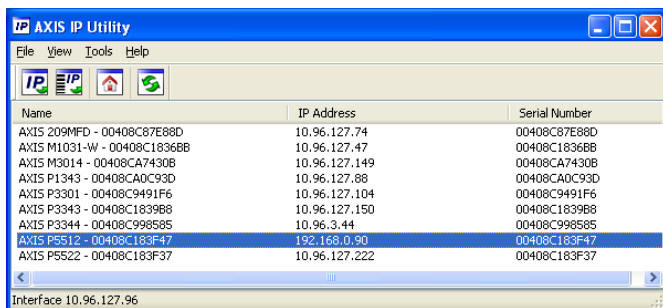 IP AXIS IP Utility
File View Tools Help
IP IP
Name IP Address Serial Number
AXIS 209MFD - 00408C87E88D 10.96.127.74 00408C87E88D
AXIS M1031-W - 00408C1836BB 10.96.127.47 00408C1836BB
AXIS M3014 - 00408CA7430B 10.96.127.149 00408CA7430B
AXIS P1343 - 00408CA0C93D 10.96.127.88 00408CA0C93D
AXIS P3301 - 00408C9491F6 10.96.127.104 00408C9491F6
AXIS P3343 - 00408C1839B8 10.96.127.150 00408C1839B8
AXIS P3344 - 00408C998585 10.96.3.44 00408C998585
AXIS P5512 - 00408C183F47 192.168.0.90 00408C183F47
AXIS P5522 - 00408C183F37 10.96.127.222 00408C183F37
Interface 10.96.127.96